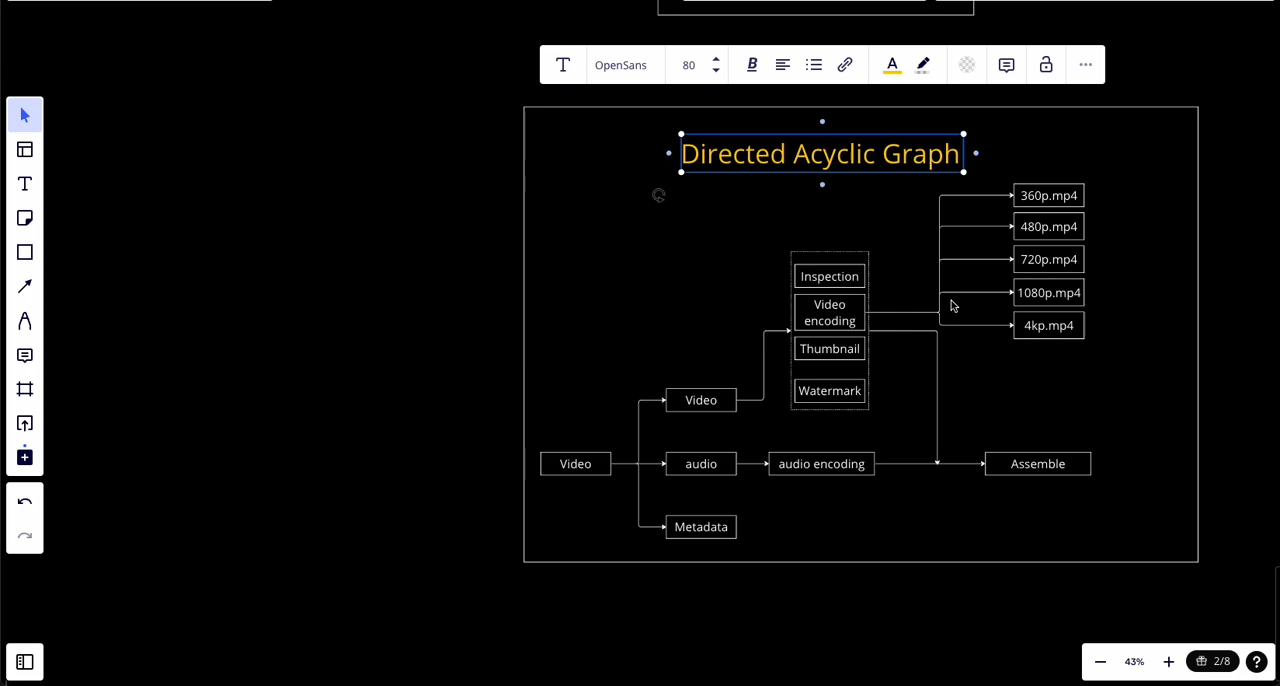 OpenSans
80
B
A
T
Directed Acyclic Graph
360p.mp4
480p.mp4
720p.mp4
1080p.mp4
4kp.mp4
Inspection
Video
encoding
Thumbnail
Watermark
Video
Video
audio
audio encoding
Assemble
Metadata
43%
2/8
?